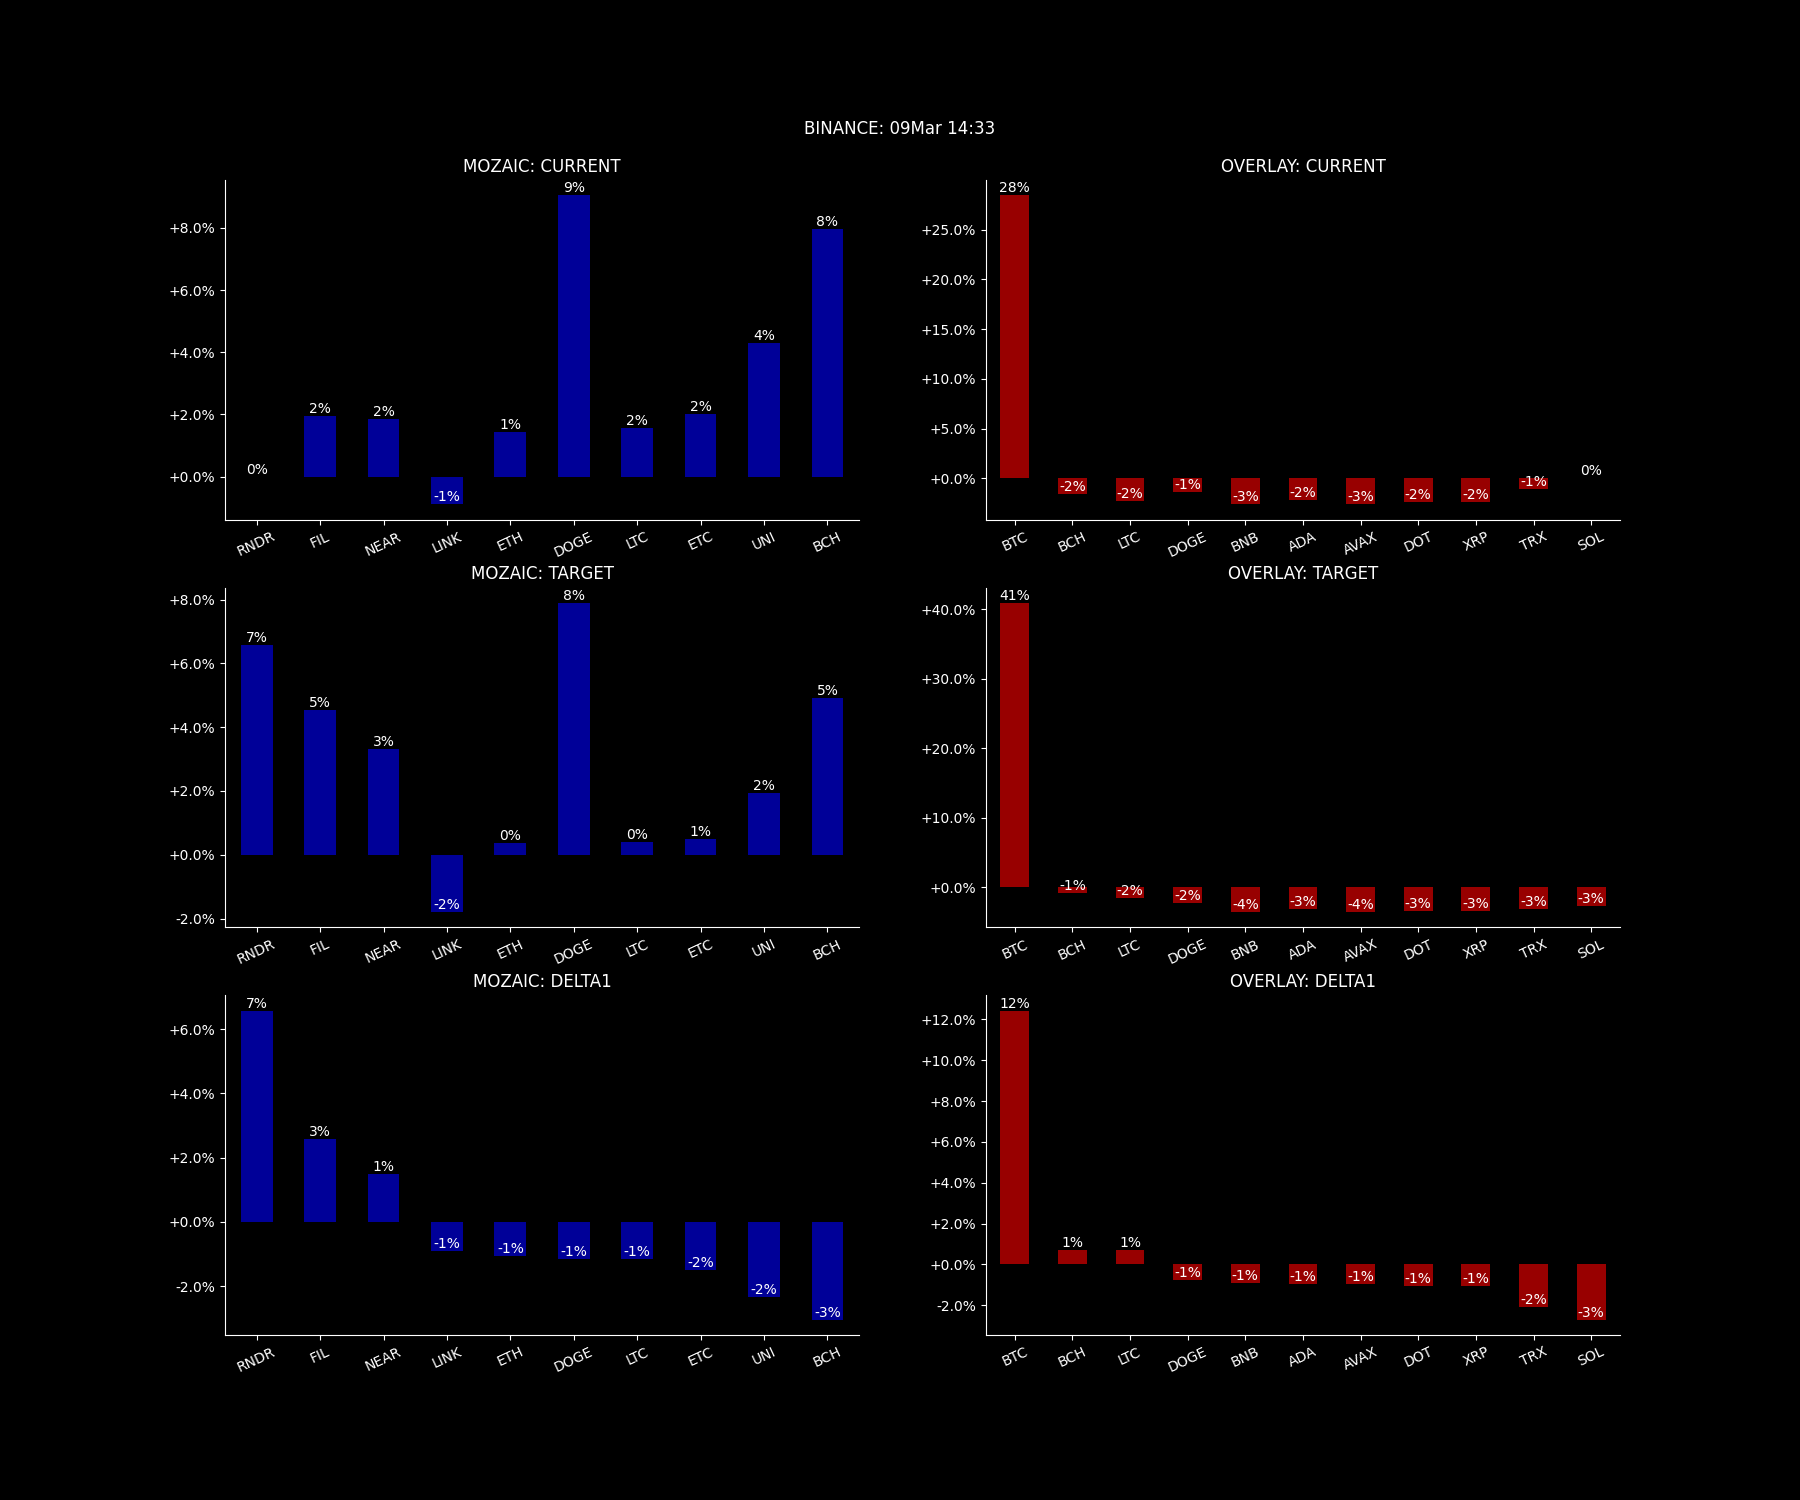 BINANCE: 09Mar 14:33
MOZAIC: CURRENT
+8.0%
+6.0%
+4.0%
+2.0%
+0.0%
0% 2% 2% -1% 1% 9% 2% 2% 4% 8%
RNDR FIL NEAR LINK ETH DOGE LTC ETC UNI BCH
OVERLAY: CURRENT
+25.0%
+20.0%
+15.0%
+10.0%
+5.0%
+0.0%
28% -2% -2% -1% -3% -2% -3% -2% -2% -1% 0%
BTC BCH LTC DOGE BNB ADA AVAX DOT XRP TRX SOL
MOZAIC: TARGET
+8.0%
+6.0%
+4.0%
+2.0%
+0.0%
-2.0%
7% 5% 3% -2% 0% 8% 0% 1% 2% 5%
RNDR FIL NEAR LINK ETH DOGE LTC ETC UNI BCH
OVERLAY: TARGET
+40.0%
+30.0%
+20.0%
+10.0%
+0.0%
41% -1% -2% -2% -4% -3% -4% -3% -3% -3% -3%
BTC BCH LTC DOGE BNB ADA AVAX DOT XRP TRX SOL
MOZAIC: DELTA1
+6.0%
+4.0%
+2.0%
+0.0%
-2.0%
7% 3% 1% -1% -1% -1% -1% -2% -2% -3%
RNDR FIL NEAR LINK ETH DOGE LTC ETC UNI BCH
OVERLAY: DELTA1
+12.0%
+10.0%
+8.0%
+6.0%
+4.0%
+2.0%
+0.0%
-2.0%
12% 1% 1% -1% -1% -1% -1% -1% -1% -2% -3%
BTC BCH LTC DOGE BNB ADA AVAX DOT XRP TRX SOL